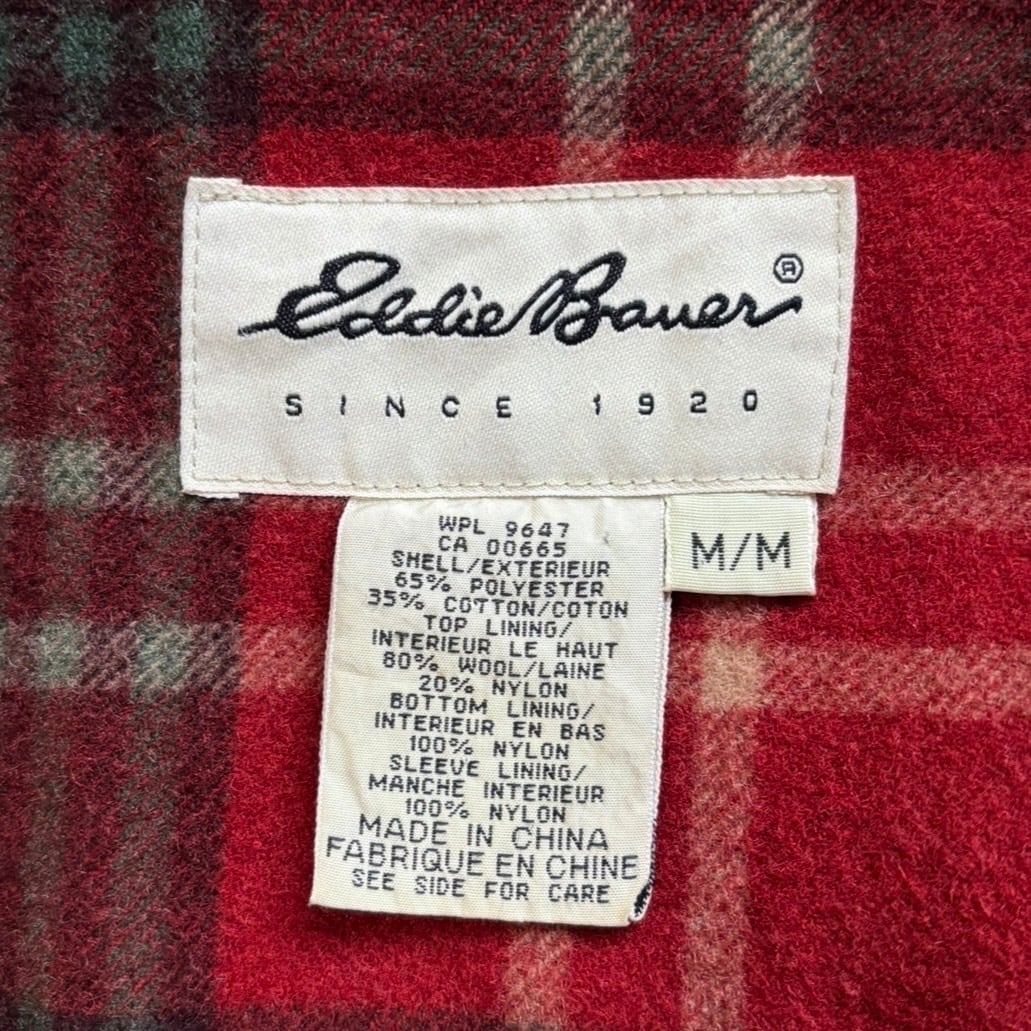 Eddie Bauer ®
SINCE 1920
M/M
WPL 9647
CA 00665
SHELL/EXTERIEUR
65% POLYESTER
35% COTTON/COTON
TOP LINING/
INTERIEUR LE HAUT
80% WOOL/LAINE
20% NYLON
BOTTOM LINING/
INTERIEUR EN BAS
100% NYLON
SLEEVE LINING/
MANCHE INTERIEUR
100% NYLON
MADE IN CHINA
FABRIQUE EN CHINE
SEE SIDE FOR CARE